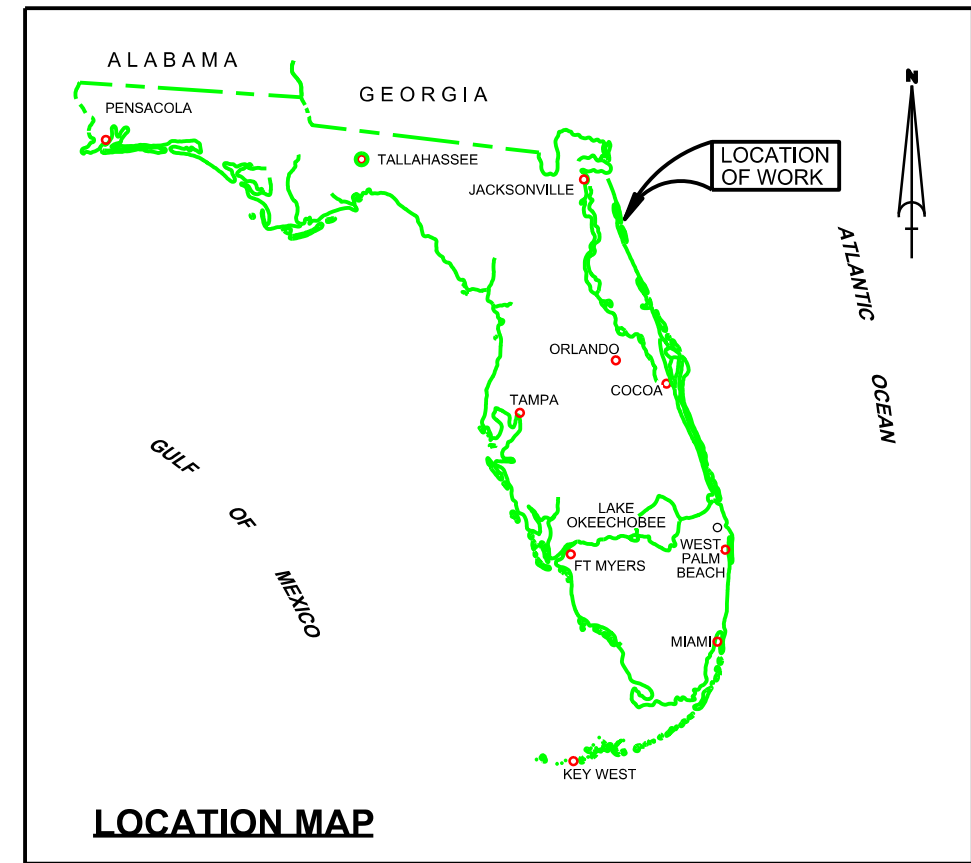 ALABAMA
GEORGIA
N
PENSACOLA
TALLAHASSEE
JACKSONVILLE
LOCATION
OF WORK
ATLANTIC
OCEAN
ORLANDO
COCOA
TAMPA
GULF
OF
MEXICO
LAKE
OKEECHOBEE
WEST
PALM
BEACH
FT MYERS
MIAMI
KEY WEST
LOCATION MAP